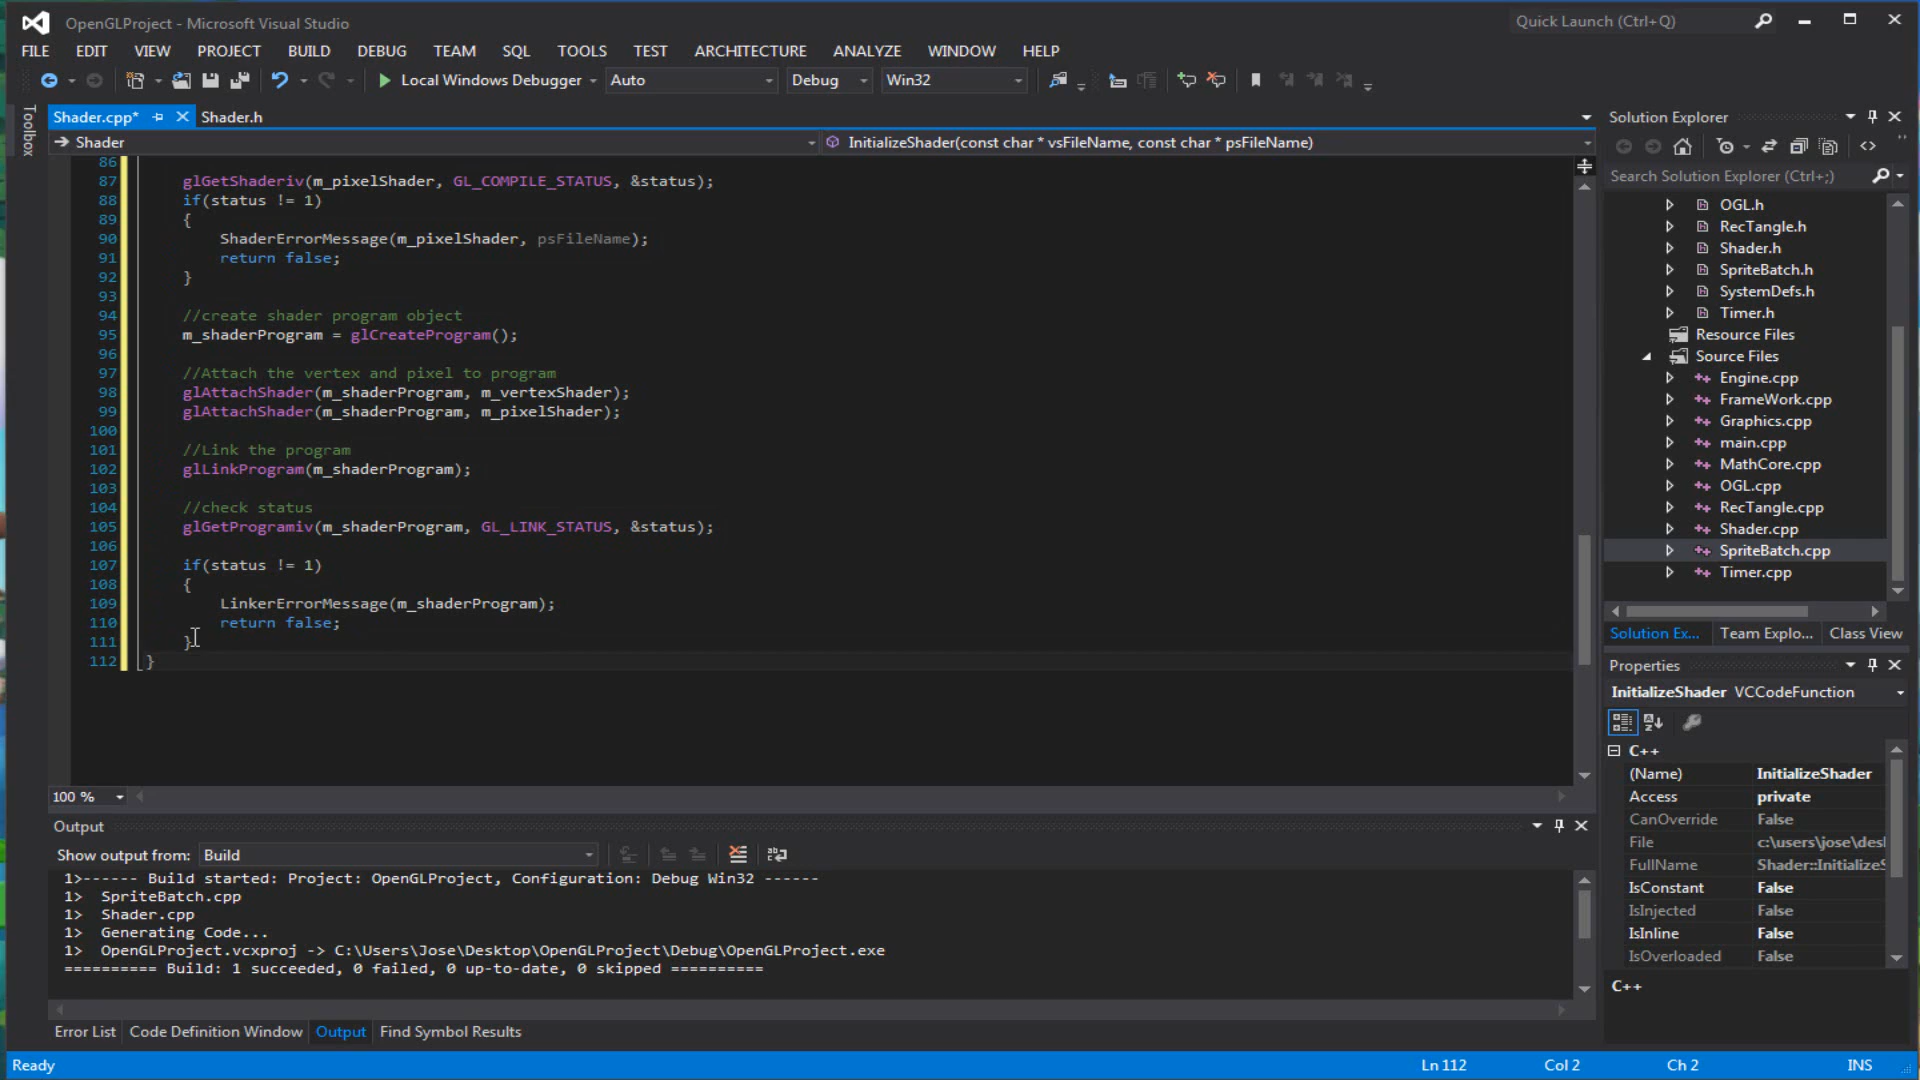 OpenGLProject - Microsoft Visual Studio
Quick Launch (Ctrl+Q)
FILE EDIT VIEW PROJECT BUILD DEBUG TEAM SQL TOOLS TEST ARCHITECTURE ANALYZE WINDOW HELP
Local Windows Debugger Auto Debug Win32
Toolbox
Shader.cpp* Shader.h
Shader
InitializeShader(const char * vsFileName, const char * psFileName)
86
87 glGetShaderiv(m_pixelShader, GL_COMPILE_STATUS, &status);
88 if(status != 1)
89 {
90 ShaderErrorMessage(m_pixelShader, psFileName);
91 return false;
92 }
93
94 //create shader program object
95 m_shaderProgram = glCreateProgram();
96
97 //Attach the vertex and pixel to program
98 glAttachShader(m_shaderProgram, m_vertexShader);
99 glAttachShader(m_shaderProgram, m_pixelShader);
100
101 //Link the program
102 glLinkProgram(m_shaderProgram);
103
104 //check status
105 glGetProgramiv(m_shaderProgram, GL_LINK_STATUS, &status);
106
107 if(status != 1)
108 {
109 LinkerErrorMessage(m_shaderProgram);
110 return false;
111 }
112 }
100 %
Output
Show output from: Build
1>------ Build started: Project: OpenGLProject, Configuration: Debug Win32 ------
1> SpriteBatch.cpp
1> Shader.cpp
1> Generating Code...
1> OpenGLProject.vcxproj -> C:\Users\Jose\Desktop\OpenGLProject\Debug\OpenGLProject.exe
========== Build: 1 succeeded, 0 failed, 0 up-to-date, 0 skipped ==========
Error List Code Definition Window Output Find Symbol Results
Solution Explorer
Search Solution Explorer (Ctrl+;)
OGL.h
RecTangle.h
Shader.h
SpriteBatch.h
SystemDefs.h
Timer.h
Resource Files
Source Files
Engine.cpp
FrameWork.cpp
Graphics.cpp
main.cpp
MathCore.cpp
OGL.cpp
RecTangle.cpp
Shader.cpp
SpriteBatch.cpp
Timer.cpp
Solution Ex... Team Explo... Class View
Properties
InitializeShader VCCodeFunction
C++
(Name) InitializeShader
Access private
CanOverride False
File c:\users\jose\desl
FullName Shader::InitializeS
IsConstant False
IsInjected False
IsInline False
IsOverloaded False
C++
Ready
Ln 112 Col 2 Ch 2 INS